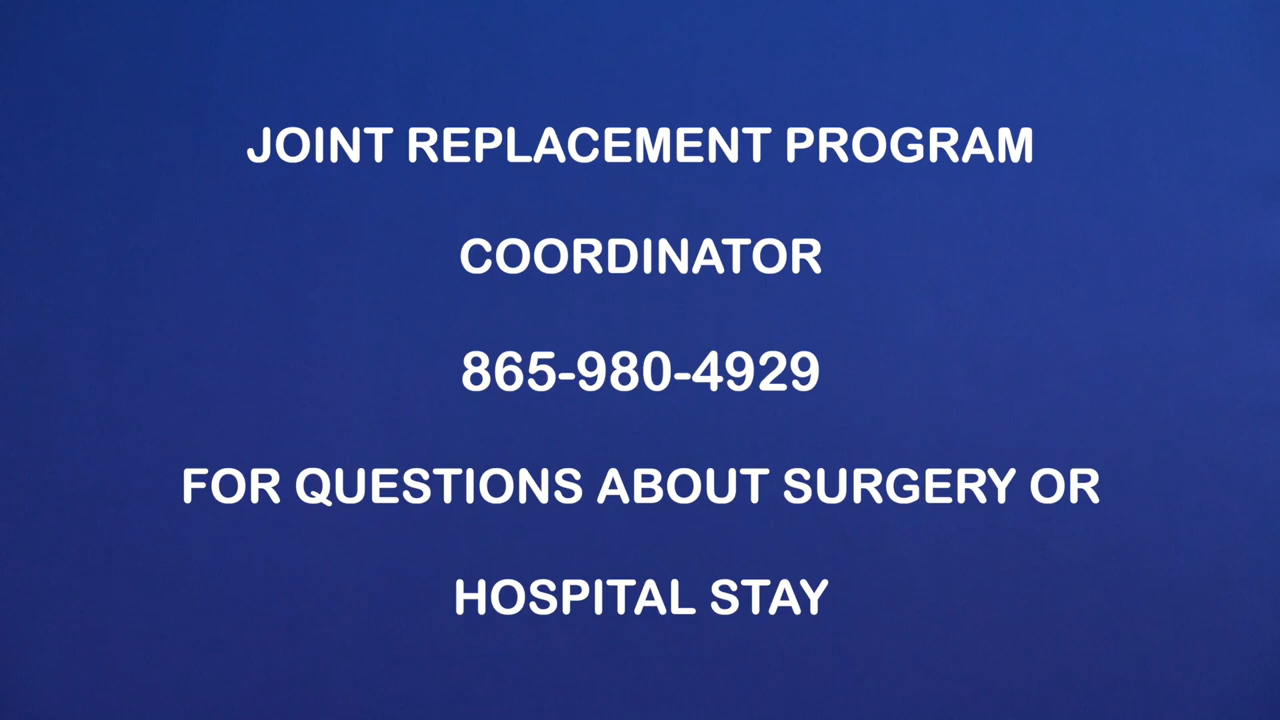 JOINT REPLACEMENT PROGRAM
COORDINATOR
865-980-4929
FOR QUESTIONS ABOUT SURGERY OR
HOSPITAL STAY